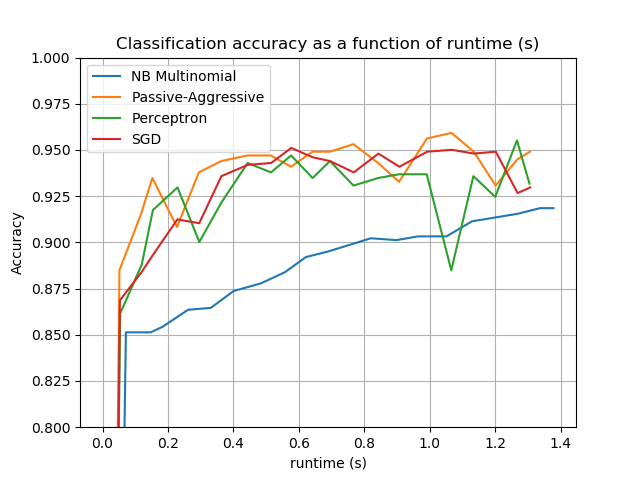 Classification accuracy as a function of runtime (s)
1.000
0.975
0.950
0.925
0.900
0.875
0.850
0.825
0.800
Accuracy
NB Multinomial
Passive-Aggressive
Perceptron
SGD
0.0 0.2 0.4 0.6 0.8 1.0 1.2 1.4
runtime (s)